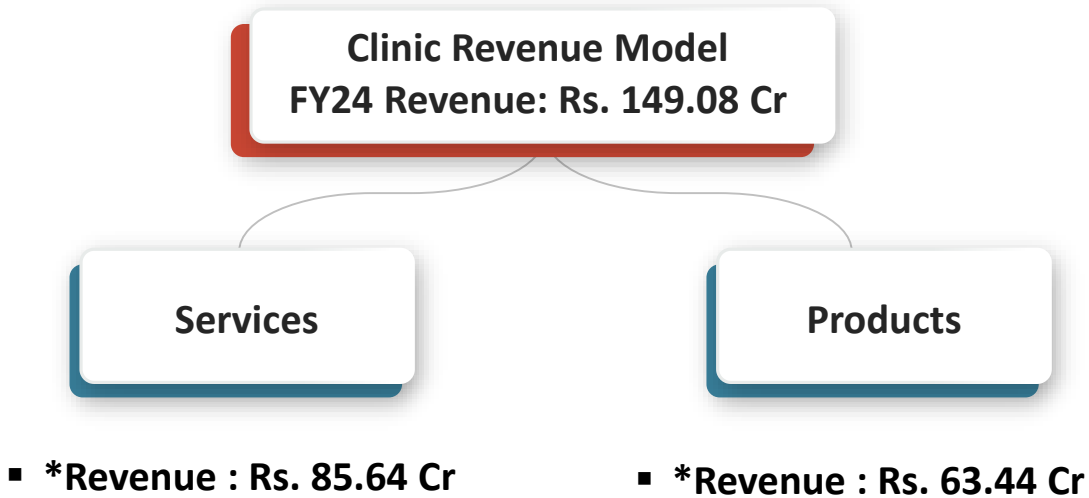 Clinic Revenue Model
FY24 Revenue: Rs. 149.08 Cr
Services
Products
▪ *Revenue : Rs. 85.64 Cr
▪ *Revenue : Rs. 63.44 Cr